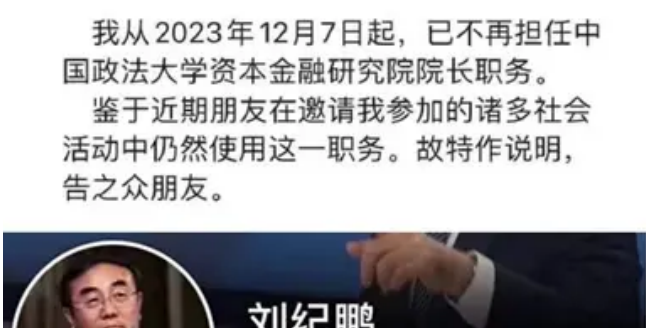 我从2023年12月7日起，已不再担任中
国政法大学资本金融研究院院长职务。
鉴于近期朋友在邀请我参加的诸多社会
活动中仍然使用这一职务。故特作说明，
告之众朋友。
刘纪鹏